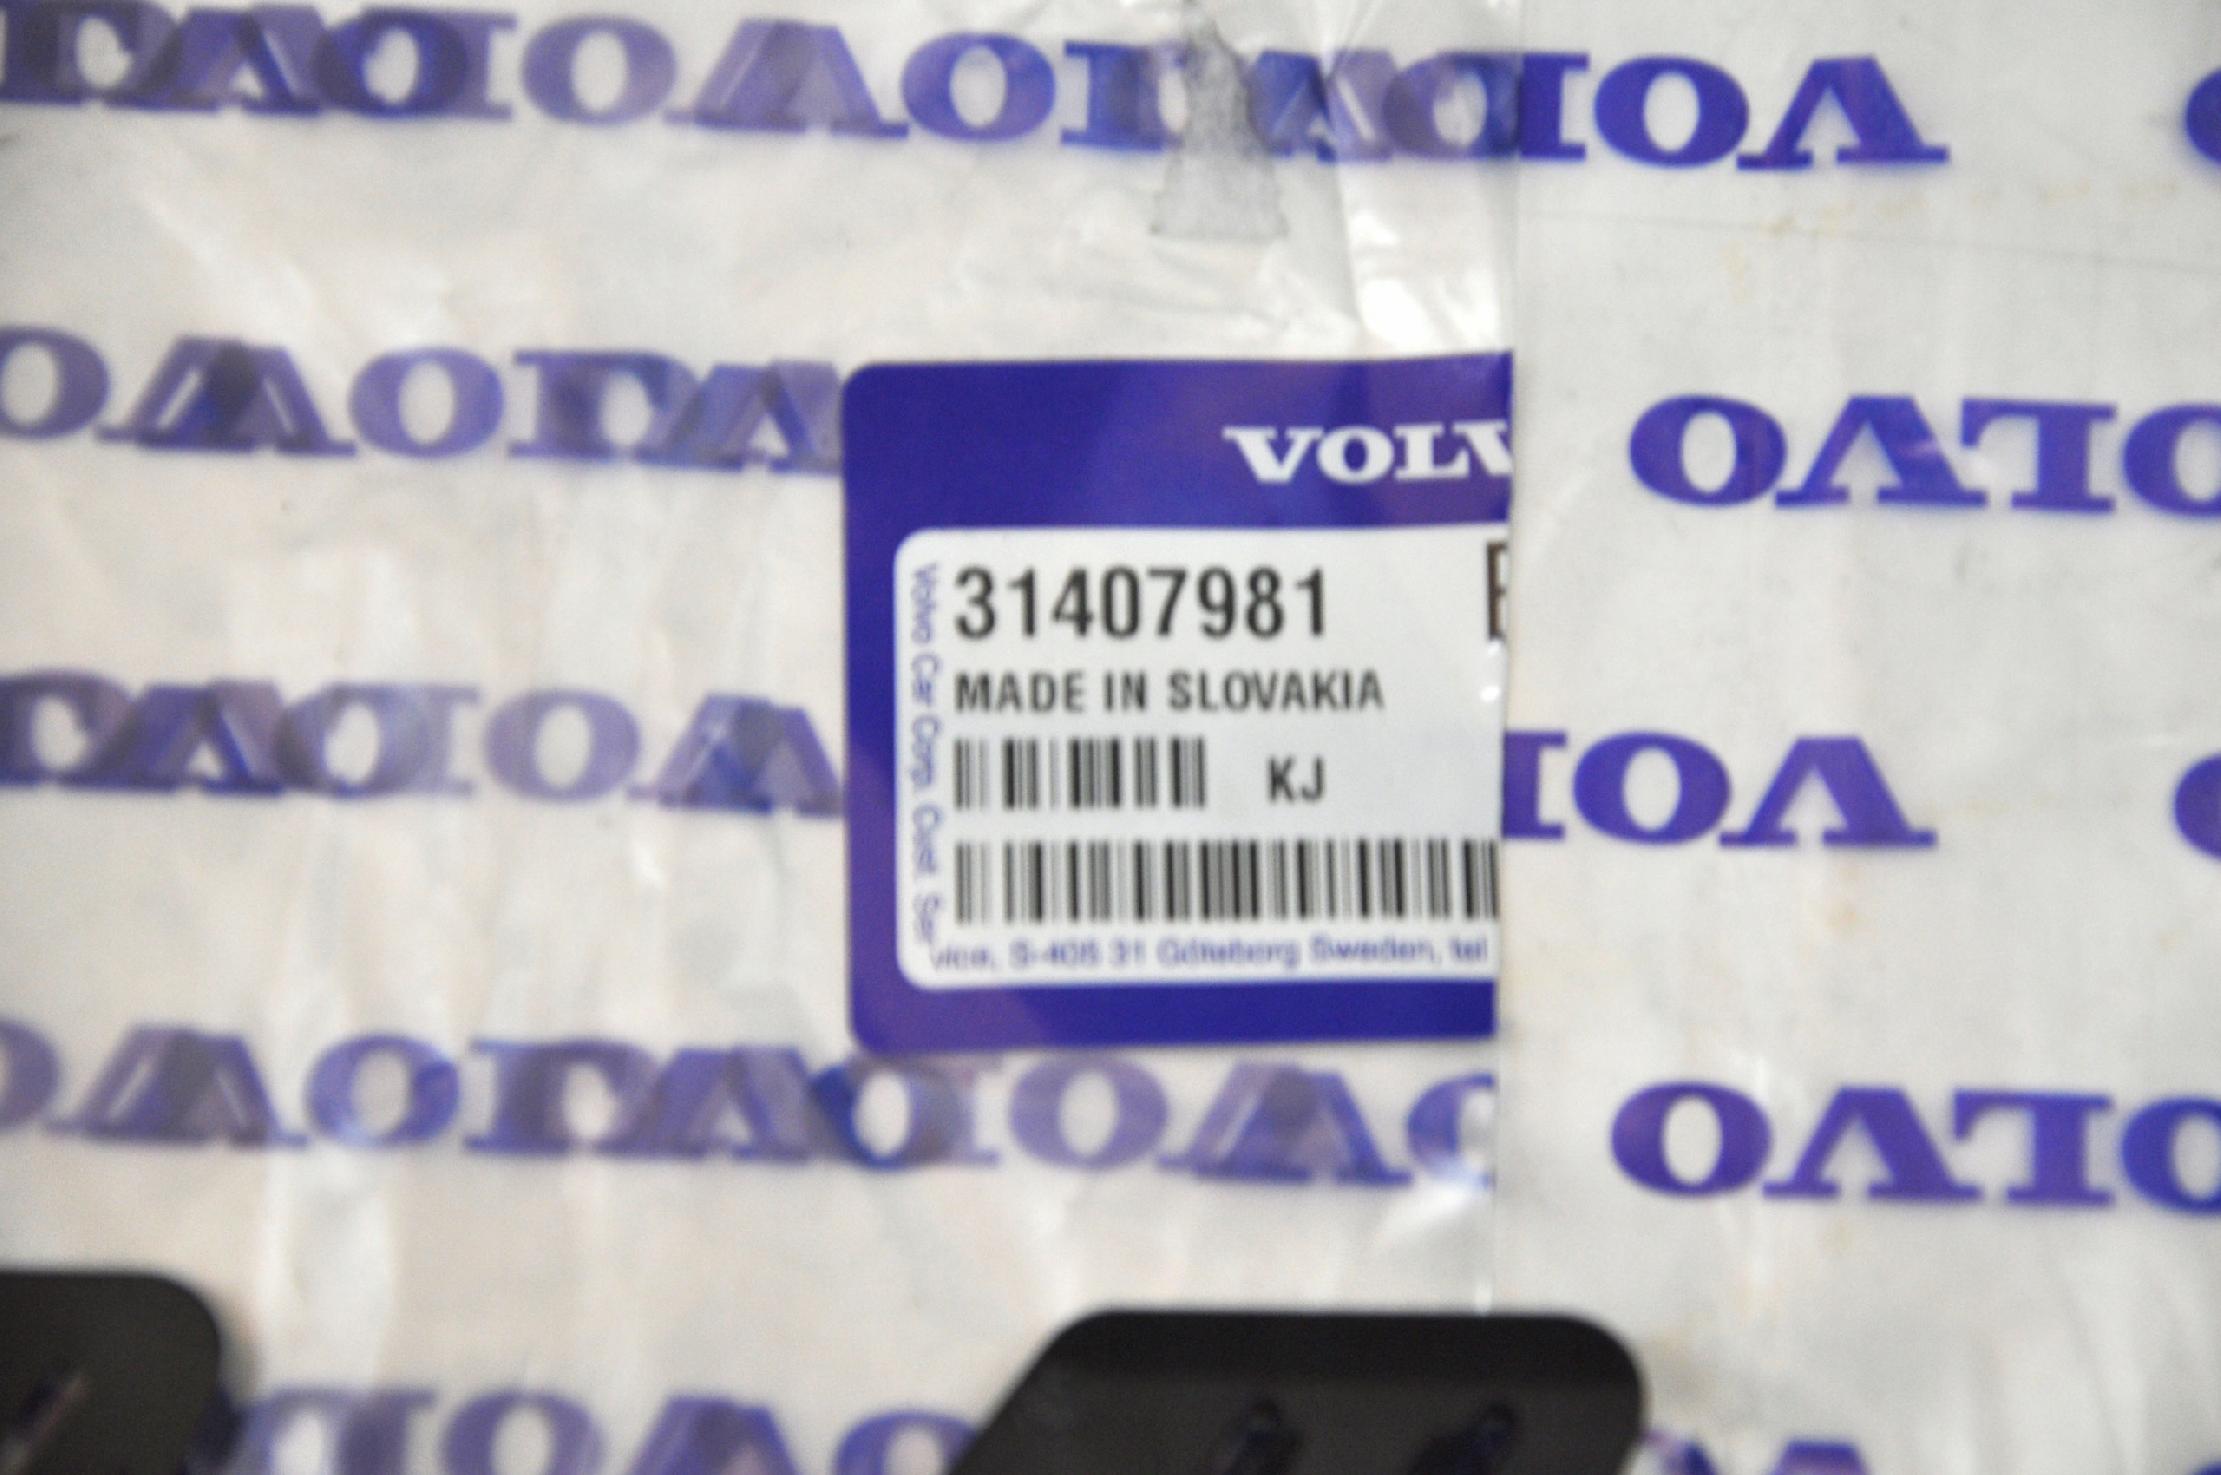 VOLV
31407981
MADE IN SLOVAKIA
KJ
Volvo Car Corp. Cust. Ser
vice, S-405 31 Göteborg Sweden, tel
VOLVO
VOLVO
VOLVO
VOLVO